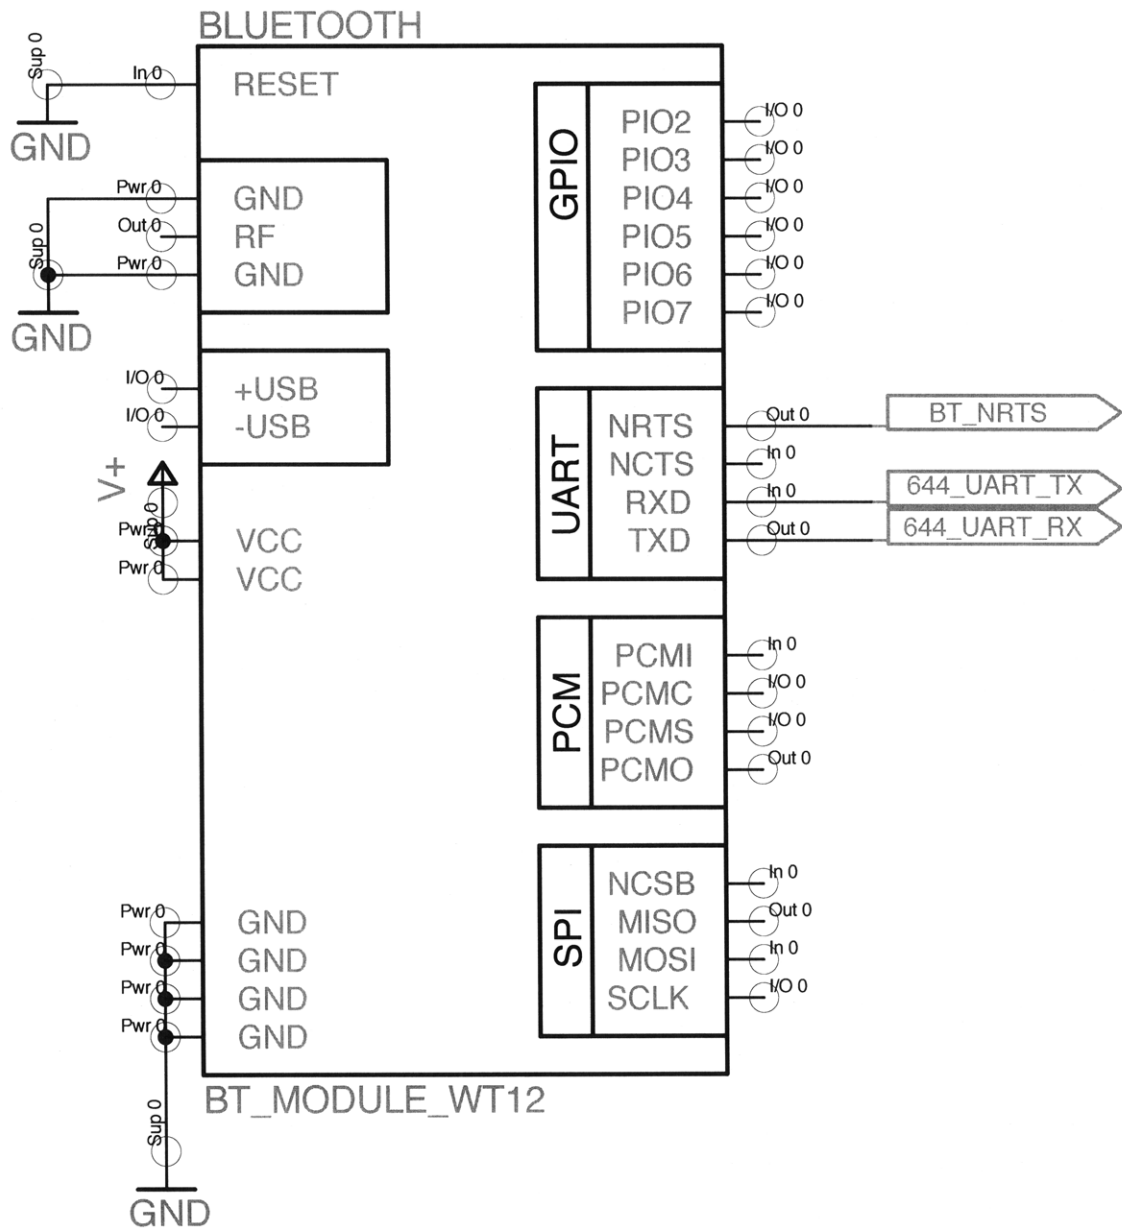 BLUETOOTH
Sup 0
In 0
RESET
GND
Pwr 0
GND
Out 0
RF
Sup 0
Pwr 0
GND
GND
I/O 0
+USB
I/O 0
-USB
V+
Sup 0
Pwr 0
VCC
Pwr 0
VCC
Pwr 0
GND
Pwr 0
GND
Pwr 0
GND
Pwr 0
GND
Sup 0
GND
GPIO
PIO2
I/O 0
PIO3
I/O 0
PIO4
I/O 0
PIO5
I/O 0
PIO6
I/O 0
PIO7
I/O 0
UART
NRTS
Out 0
BT_NRTS
NCTS
In 0
RXD
In 0
644_UART_TX
TXD
Out 0
644_UART_RX
PCM
PCMI
In 0
PCMC
I/O 0
PCMS
I/O 0
PCMO
Out 0
SPI
NCSB
In 0
MISO
Out 0
MOSI
In 0
SCLK
I/O 0
BT_MODULE_WT12